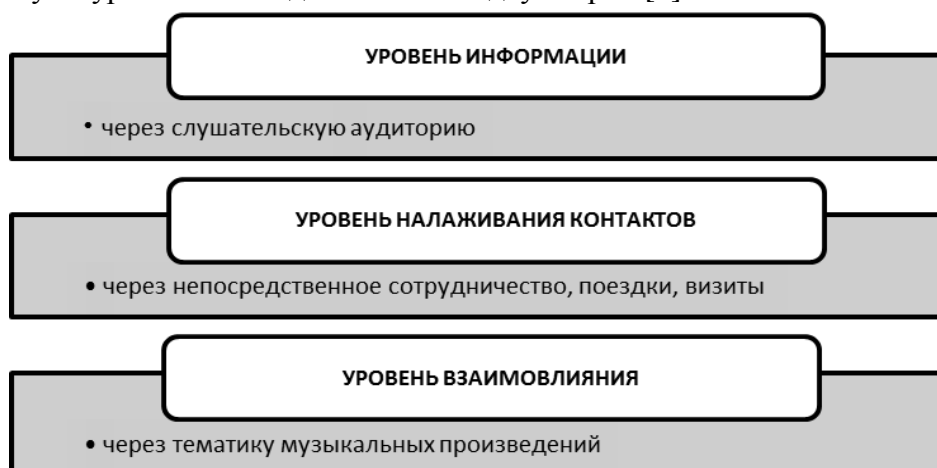 УРОВЕНЬ ИНФОРМАЦИИ
• через слушательскую аудиторию
УРОВЕНЬ НАЛАЖИВАНИЯ КОНТАКТОВ
• через непосредственное сотрудничество, поездки, визиты
УРОВЕНЬ ВЗАИМОВЛИЯНИЯ
• через тематику музыкальных произведений